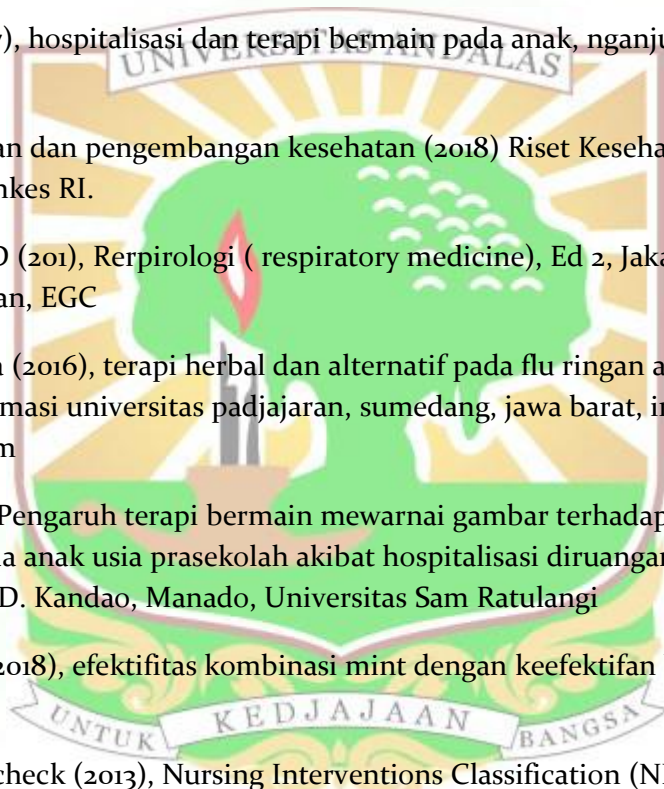 ), hospitalisasi dan terapi bermain pada anak, nganju
UNIVERSITAS ANDALAS
an dan pengembangan kesehatan (2018) Riset Keseha
nkes RI.
D (201), Rerpirologi ( respiratory medicine), Ed 2, Jaka
an, EGC
(2016), terapi herbal dan alternatif pada flu ringan a
masi universitas padjajaran, sumedang, jawa barat, in
m
Pengaruh terapi bermain mewarnai gambar terhadap
a anak usia prasekolah akibat hospitalisasi diruangan
D. Kandao, Manado, Universitas Sam Ratulangi
2018), efektifitas kombinasi mint dengan keefektifan
UNTUK KEDJAJAAN BANGSA
check (2013), Nursing Interventions Classification (NI